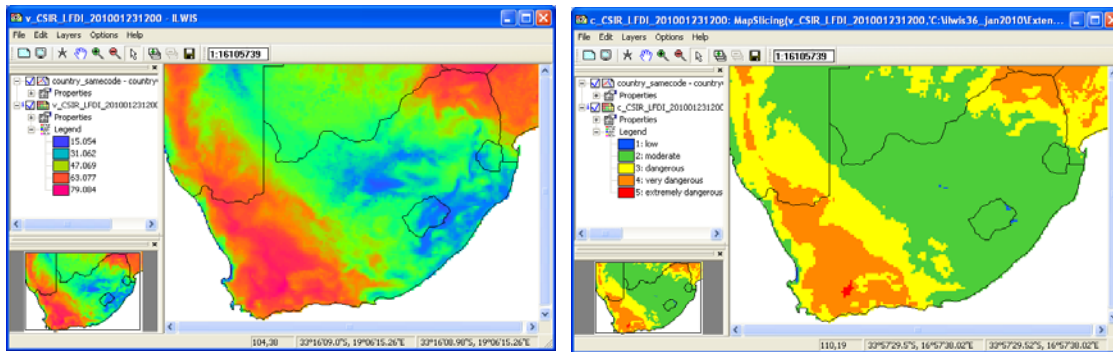 v_CSIR_LFDI_201001231200 - ILWIS
File Edit Layers Options Help
1:16105739
country_samecode - country
Properties
v_CSIR_LFDI_201001231200
Properties
Legend
15.054
31.062
47.069
63.077
79.084
104,38 33°16'09.0"S, 19°06'15.26"E 33°16'08.98"S, 19°06'15.26"E
c_CSIR_LFDI_201001231200: MapSlicing(v_CSIR_LFDI_201001231200,'C:\Ilwis36_jan2010\Exten...
File Edit Layers Options Help
1:16105739
country_samecode - country
Properties
c_CSIR_LFDI_201001231200
Properties
Legend
1: low
2: moderate
3: dangerous
4: very dangerous
5: extremely dangerous
110,19 33°57'29.5"S, 16°57'38.02"E 33°57'29.52"S, 16°57'38.02"E